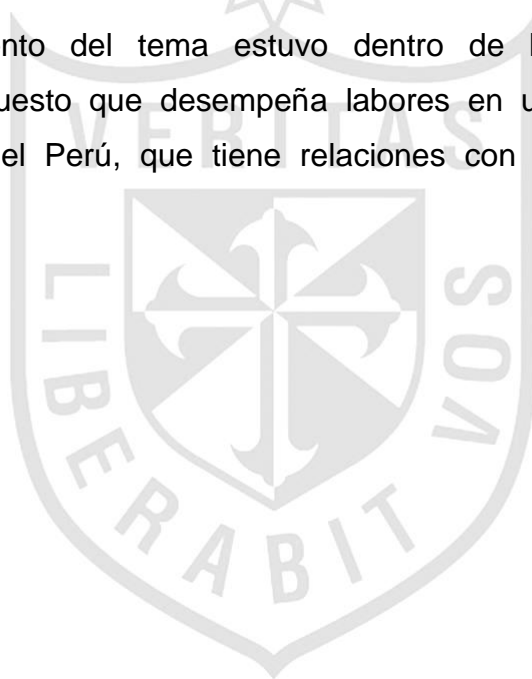 nto del tema estuvo dentro de
uesto que desempeña labores en
el Perú, que tiene relaciones con
VERITAS
LIBERABIT
VOS